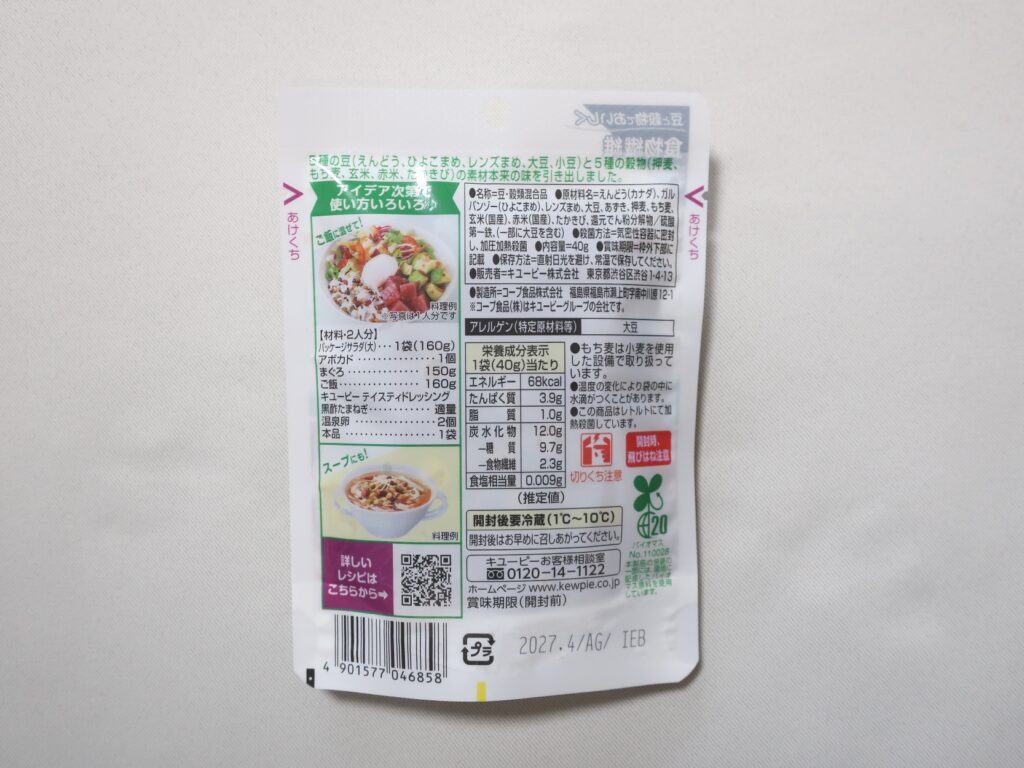 豆と穀物でおいしく
食物繊維
5種の豆(えんどう、ひよこまめ、レンズまめ、大豆、小豆)と5種の穀物(押麦、
もち麦、玄米、赤米、たかきび)の素材本来の味を引き出しました。
あけくち
あけくち
アイデア次第で
使い方いろいろ♪
ご飯に混ぜて!
料理例
※写真は1人分です
【材料・2人分】
パッケージサラダ(大)・・・1袋(160g)
アボカド・・・・・・・・・・1個
まぐろ・・・・・・・・・・150g
ご飯・・・・・・・・・・・160g
キユーピー テイスティドレッシング
黒酢たまねぎ・・・・・・・・適量
温泉卵・・・・・・・・・・・2個
本品・・・・・・・・・・・・1袋
スープにも!
料理例
詳しい
レシピは
こちらから➡
4 901577 046858
●名称=豆・穀類混合品 ●原材料名=えんどう(カナダ)、ガル
バンゾー(ひよこまめ)、レンズまめ、大豆、あずき、押麦、もち麦、
玄米(国産)、赤米(国産)、たかきび、還元でん粉分解物/硫酸
第一鉄、(一部に大豆を含む) ●殺菌方法=気密性容器に密封
し、加圧加熱殺菌 ●内容量=40g ●賞味期限=枠外下部に
記載 ●保存方法=直射日光を避け、常温で保存してください。
●販売者=キユーピー株式会社 東京都渋谷区渋谷1-4-13
●製造所=コープ食品株式会社 福島県福島市瀬上町字南中川原12-1
※コープ食品(株)はキユーピーグループの会社です。
アレルゲン(特定原材料等) 大豆
栄養成分表示
1袋(40g)当たり
エネルギー 68kcal
たんぱく質 3.9g
脂質 1.0g
炭水化物 12.0g
―糖質 9.7g
―食物繊維 2.3g
食塩相当量 0.009g
(推定値)
●もち麦は小麦を使用
した設備で取り扱って
います。
●温度の変化により袋の中に
水滴がつくことがあります。
●この商品はレトルトにて加
熱殺菌しています。
切りくち注意
開封時、
飛びはね注意
開封後要冷蔵(1℃~10℃)
開封後はお早めに召しあがってください。
キユーピーお客様相談室
0120-14-1122
ホームページ www.kewpie.co.jp
賞味期限(開封前)
20
バイオマス
No.110028
プラ
2027.4/AG/ IEB